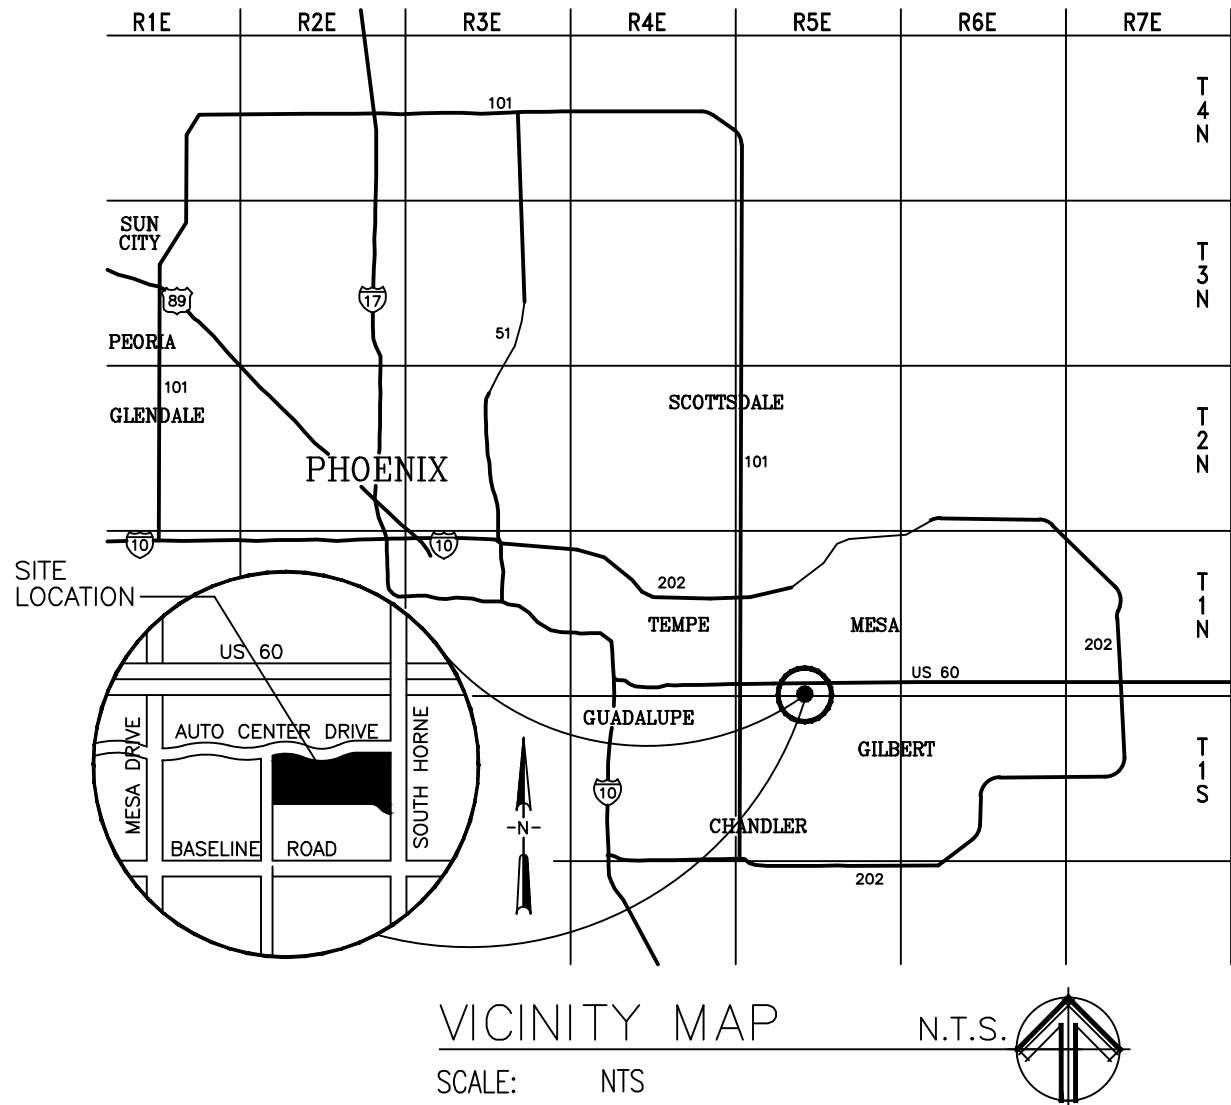 R1E R2E R3E R4E R5E R6E R7E
T
4
N
101
SUN
CITY
T
3
N
89
17
51
PEORIA
101
GLENDALE
SCOTTSDALE
T
2
N
101
PHOENIX
10
10
SITE
LOCATION
202
T
1
N
TEMPE
MESA
202
US 60
US 60
GUADALUPE
AUTO CENTER DRIVE
MESA DRIVE
SOUTH HORNE
GILBERT
T
1
S
10
-N-
CHANDLER
BASELINE ROAD
202
VICINITY MAP
N.T.S.
SCALE: NTS